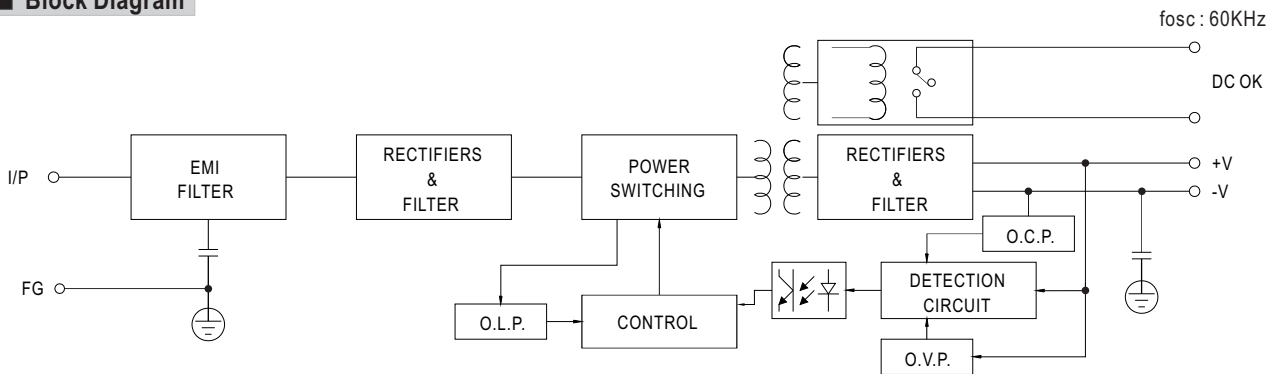 Block Diagram
fosc : 60KHz
DC OK
I/P
EMI
FILTER
RECTIFIERS
&
FILTER
POWER
SWITCHING
RECTIFIERS
&
FILTER
+V
-V
O.C.P.
FG
O.L.P.
CONTROL
DETECTION
CIRCUIT
O.V.P.